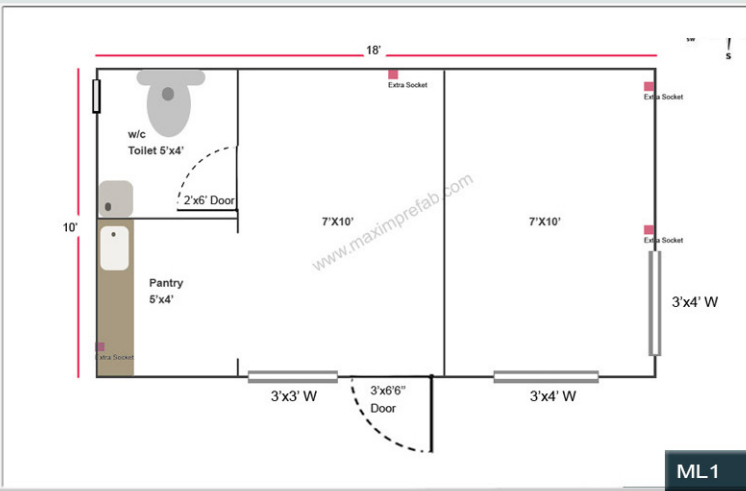 sw
S
18'
Extra Socket
Extra Socket
w/c
Toilet 5'x4'
2'x6' Door
10'
7'X10'
7'X10'
www.maximprefab.com
Extra Socket
Pantry
5'x4'
3'x4' W
Extra Socket
3'x3' W
3'x6'6"
Door
3'x4' W
ML1